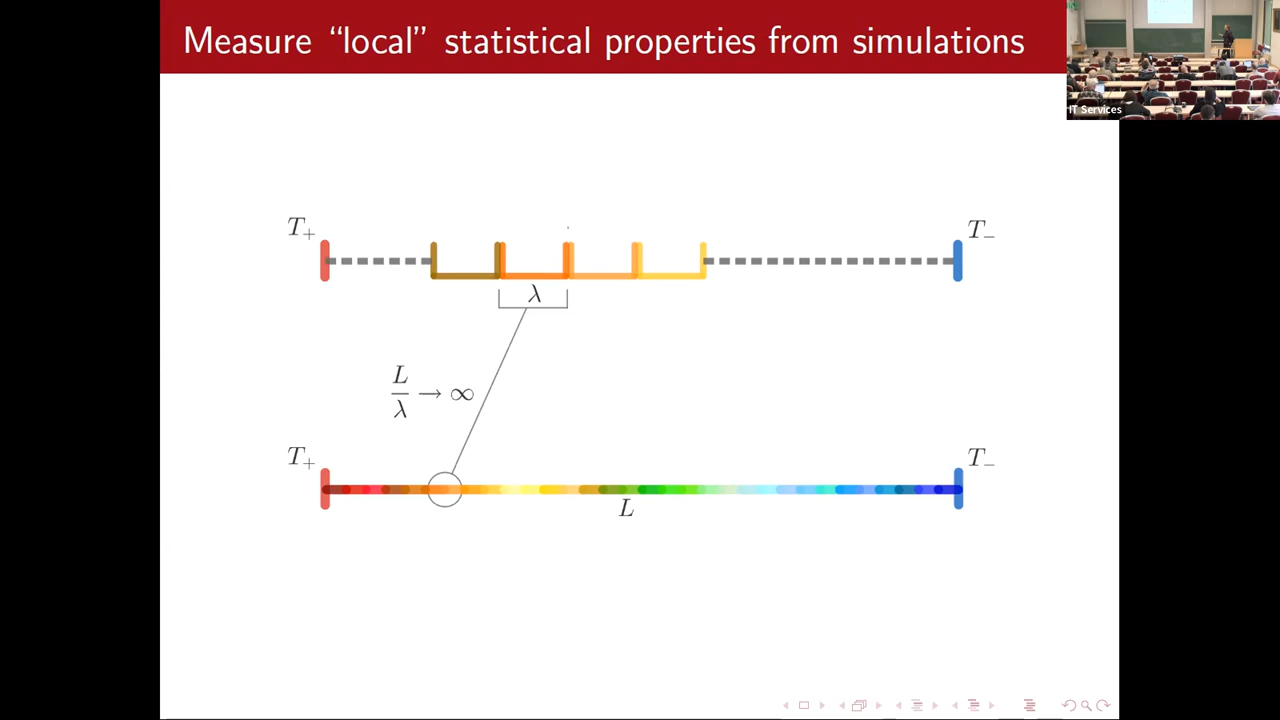 Measure “local” statistical properties from simulations
IT Services
T₊
T₋
λ
L/λ → ∞
T₊
T₋
L